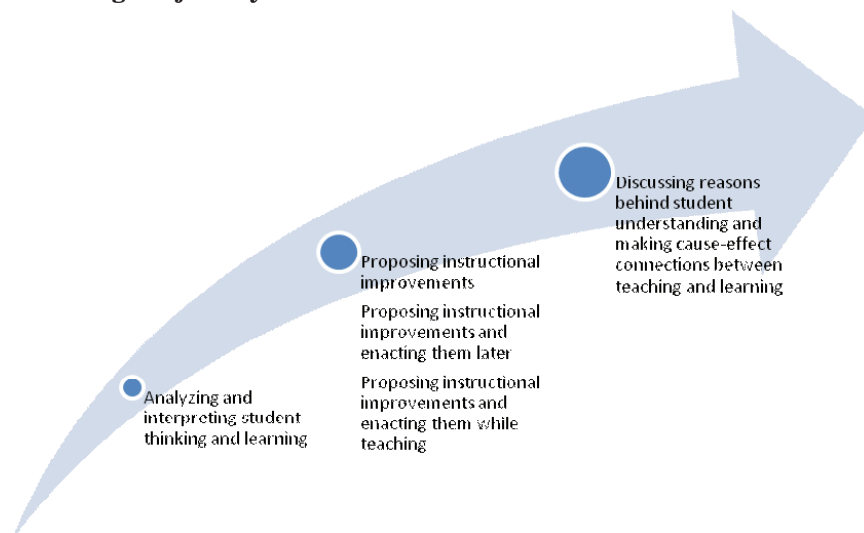 Analyzing and
interpreting student
thinking and learning
Proposing instructional
improvements
Proposing instructional
improvements and
enacting them later
Proposing instructional
improvements and
enacting them while
teaching
Discussing reasons
behind student
understanding and
making cause-effect
connections between
teaching and learning